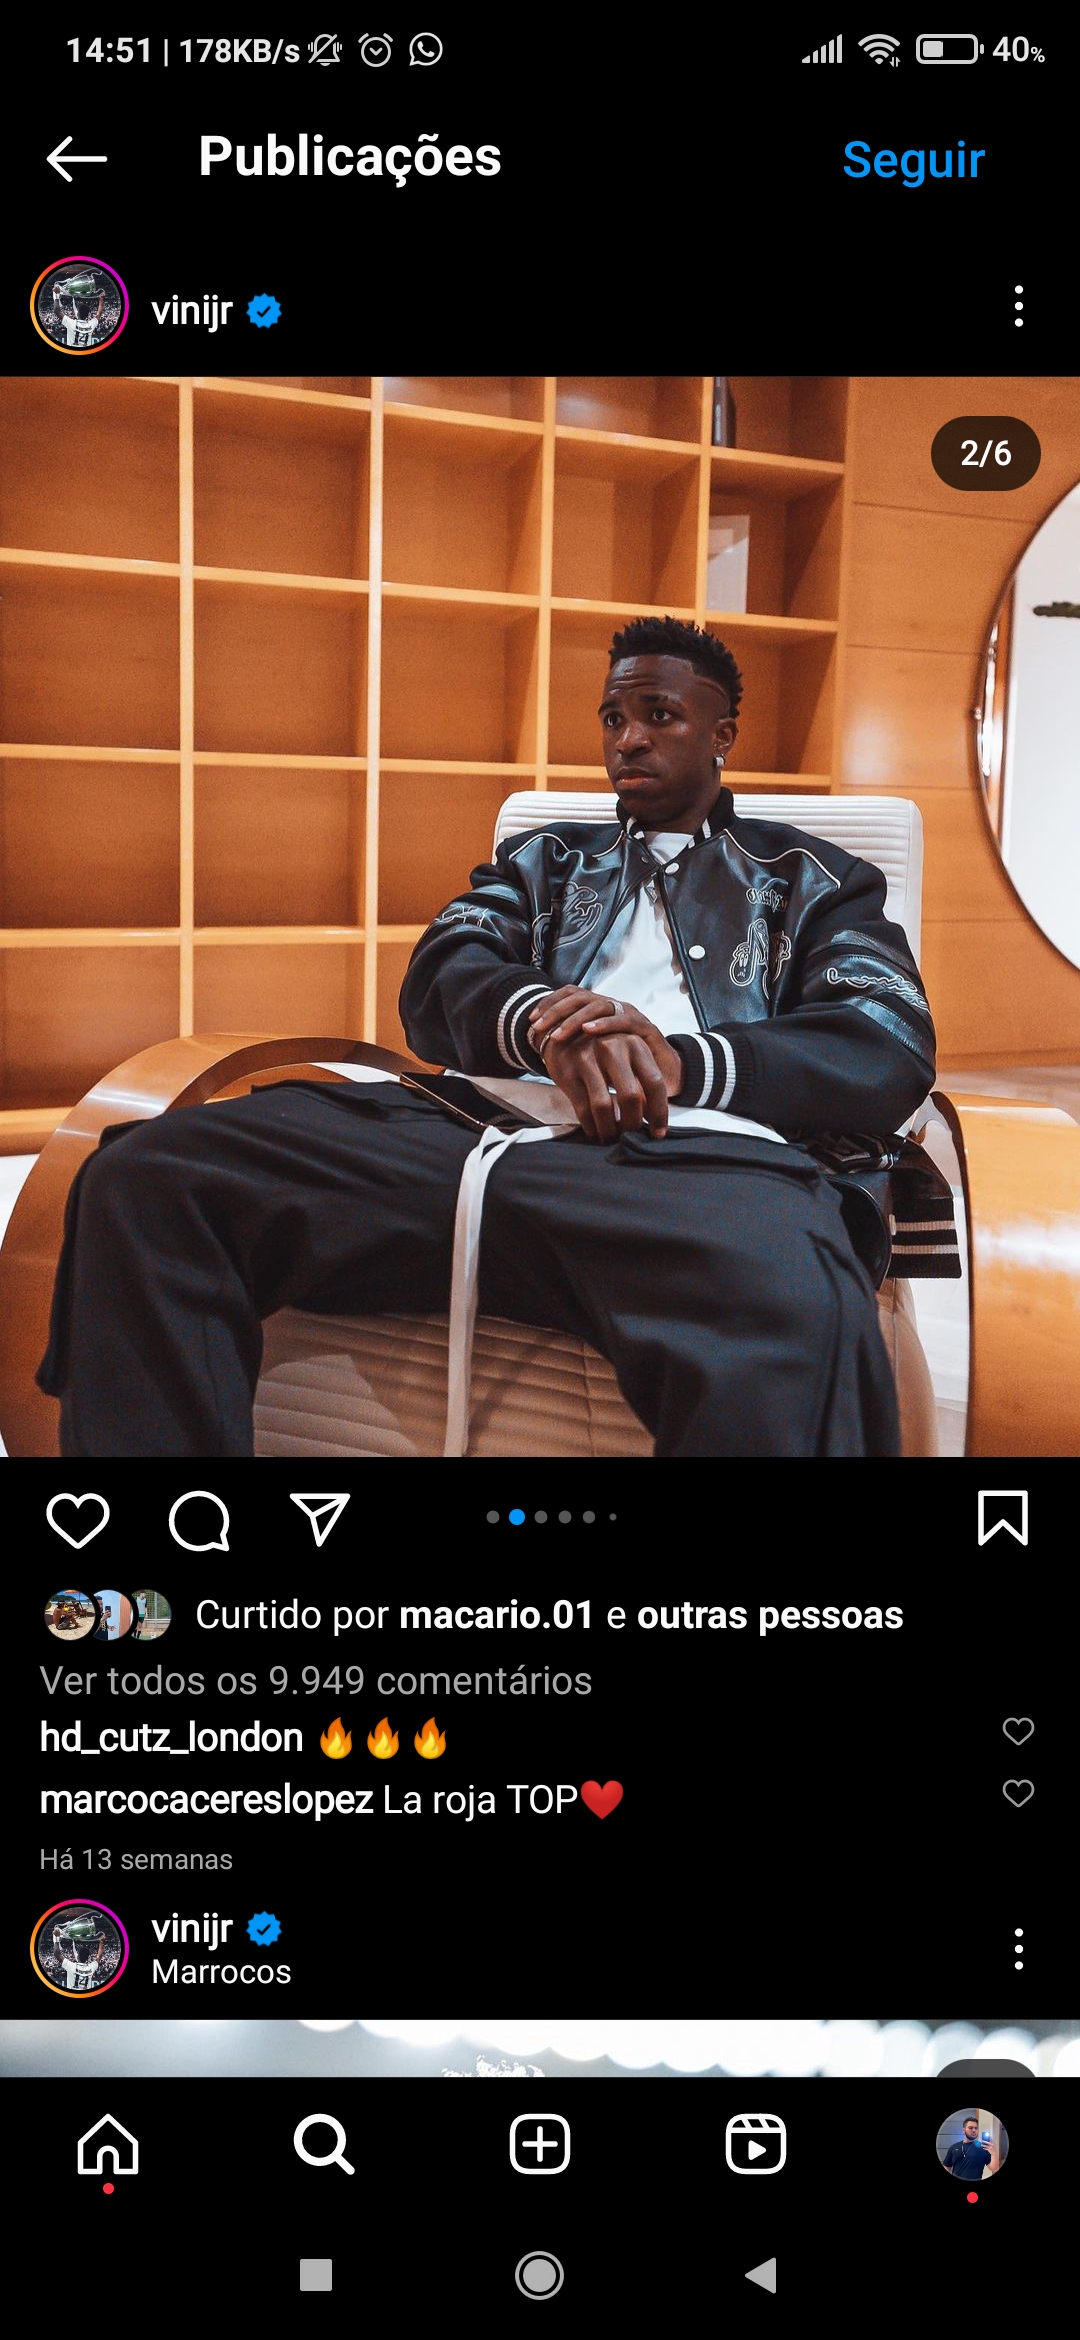 14:51 | 178KB/s 40%
Publicações Seguir
vinijr
2/6
Curtido por macario.01 e outras pessoas
Ver todos os 9.949 comentários
hd_cutz_london 🔥🔥🔥
marcocacereslopez La roja TOP❤️
Há 13 semanas
vinijr
Marrocos